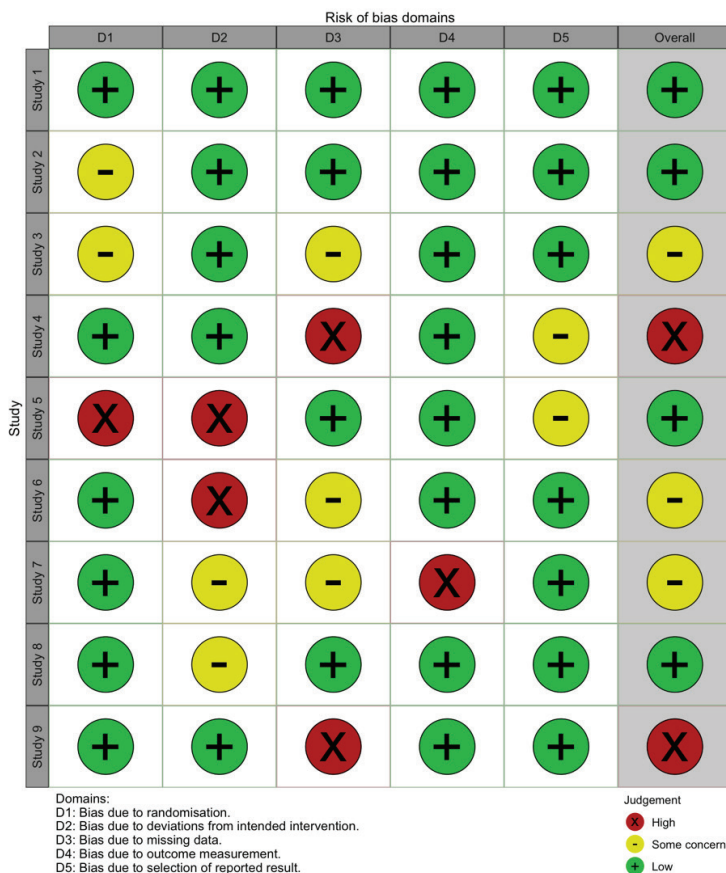 Risk of bias domains
D1 D2 D3 D4 D5 Overall
Study
Study 1 + + + + + +
Study 2 - + + + + +
Study 3 - + - + + -
Study 4 + + X + - X
Study 5 X X + + - +
Study 6 + X - + + -
Study 7 + - - X + -
Study 8 + - + + + +
Study 9 + + X + + X
Domains:
D1: Bias due to randomisation.
D2: Bias due to deviations from intended intervention.
D3: Bias due to missing data.
D4: Bias due to outcome measurement.
D5: Bias due to selection of reported result.
Judgement
X High
- Some concern
+ Low